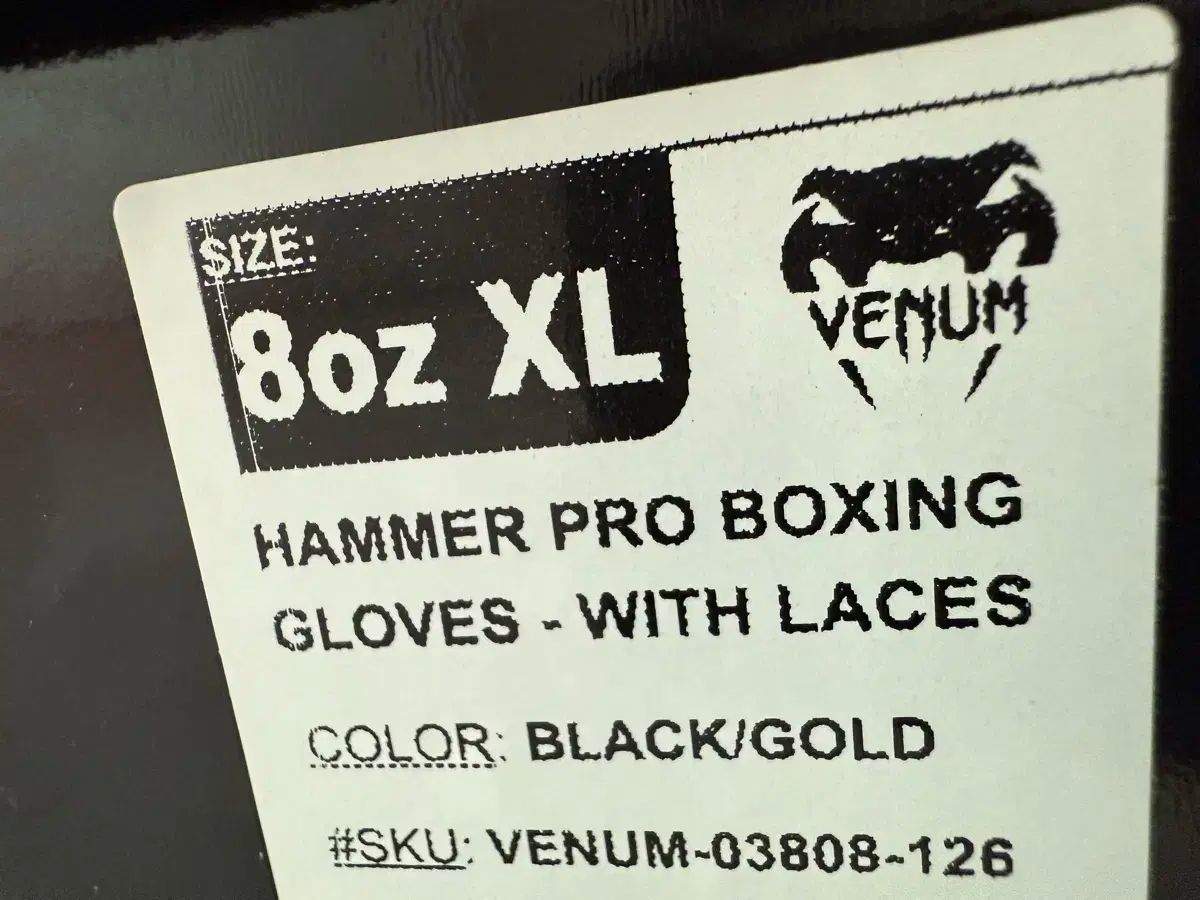 SIZE:
8oz XL
VENUM
HAMMER PRO BOXING
GLOVES - WITH LACES
COLOR: BLACK/GOLD
#SKU: VENUM-03808-126